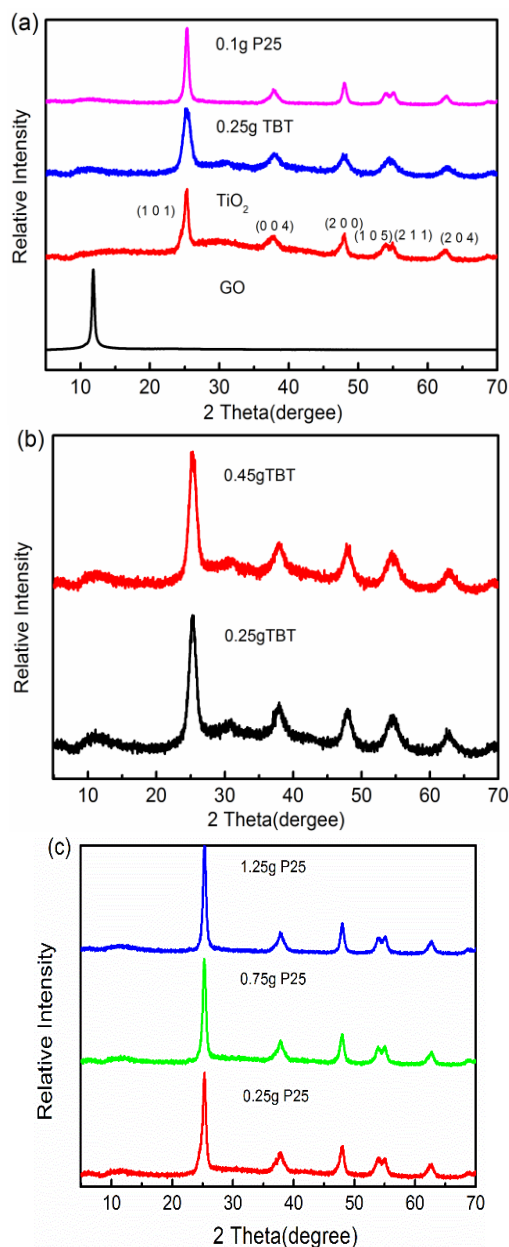 (a)
0.1g P25
0.25g TBT
TiO2
(1 0 1)
(0 0 4)
(2 0 0)
(1 0 5)
(2 1 1)
(2 0 4)
GO
Relative Intensity
10 20 30 40 50 60 70
2 Theta(dergee)
(b)
0.45gTBT
0.25gTBT
Relative Intensity
10 20 30 40 50 60 70
2 Theta(dergee)
(c)
1.25g P25
0.75g P25
0.25g P25
Relative Intensity
10 20 30 40 50 60 70
2 Theta(degree)